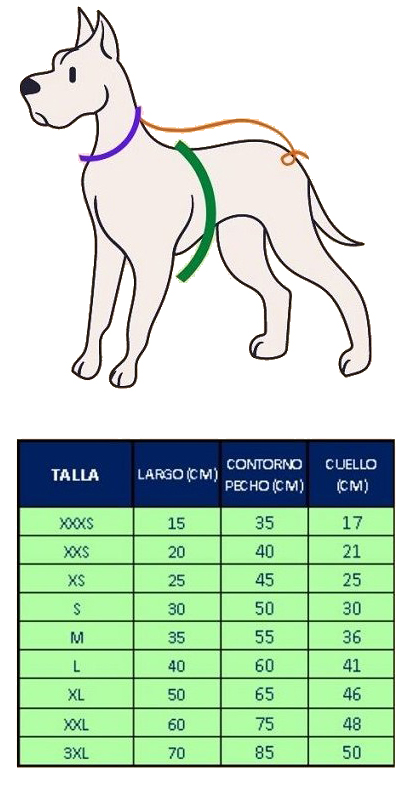 TALLA LARGO (CM) CONTORNO PECHO (CM) CUELLO (CM)
XXXS 15 35 17
XXS 20 40 21
XS 25 45 25
S 30 50 30
M 35 55 36
L 40 60 41
XL 50 65 46
XXL 60 75 48
3XL 70 85 50